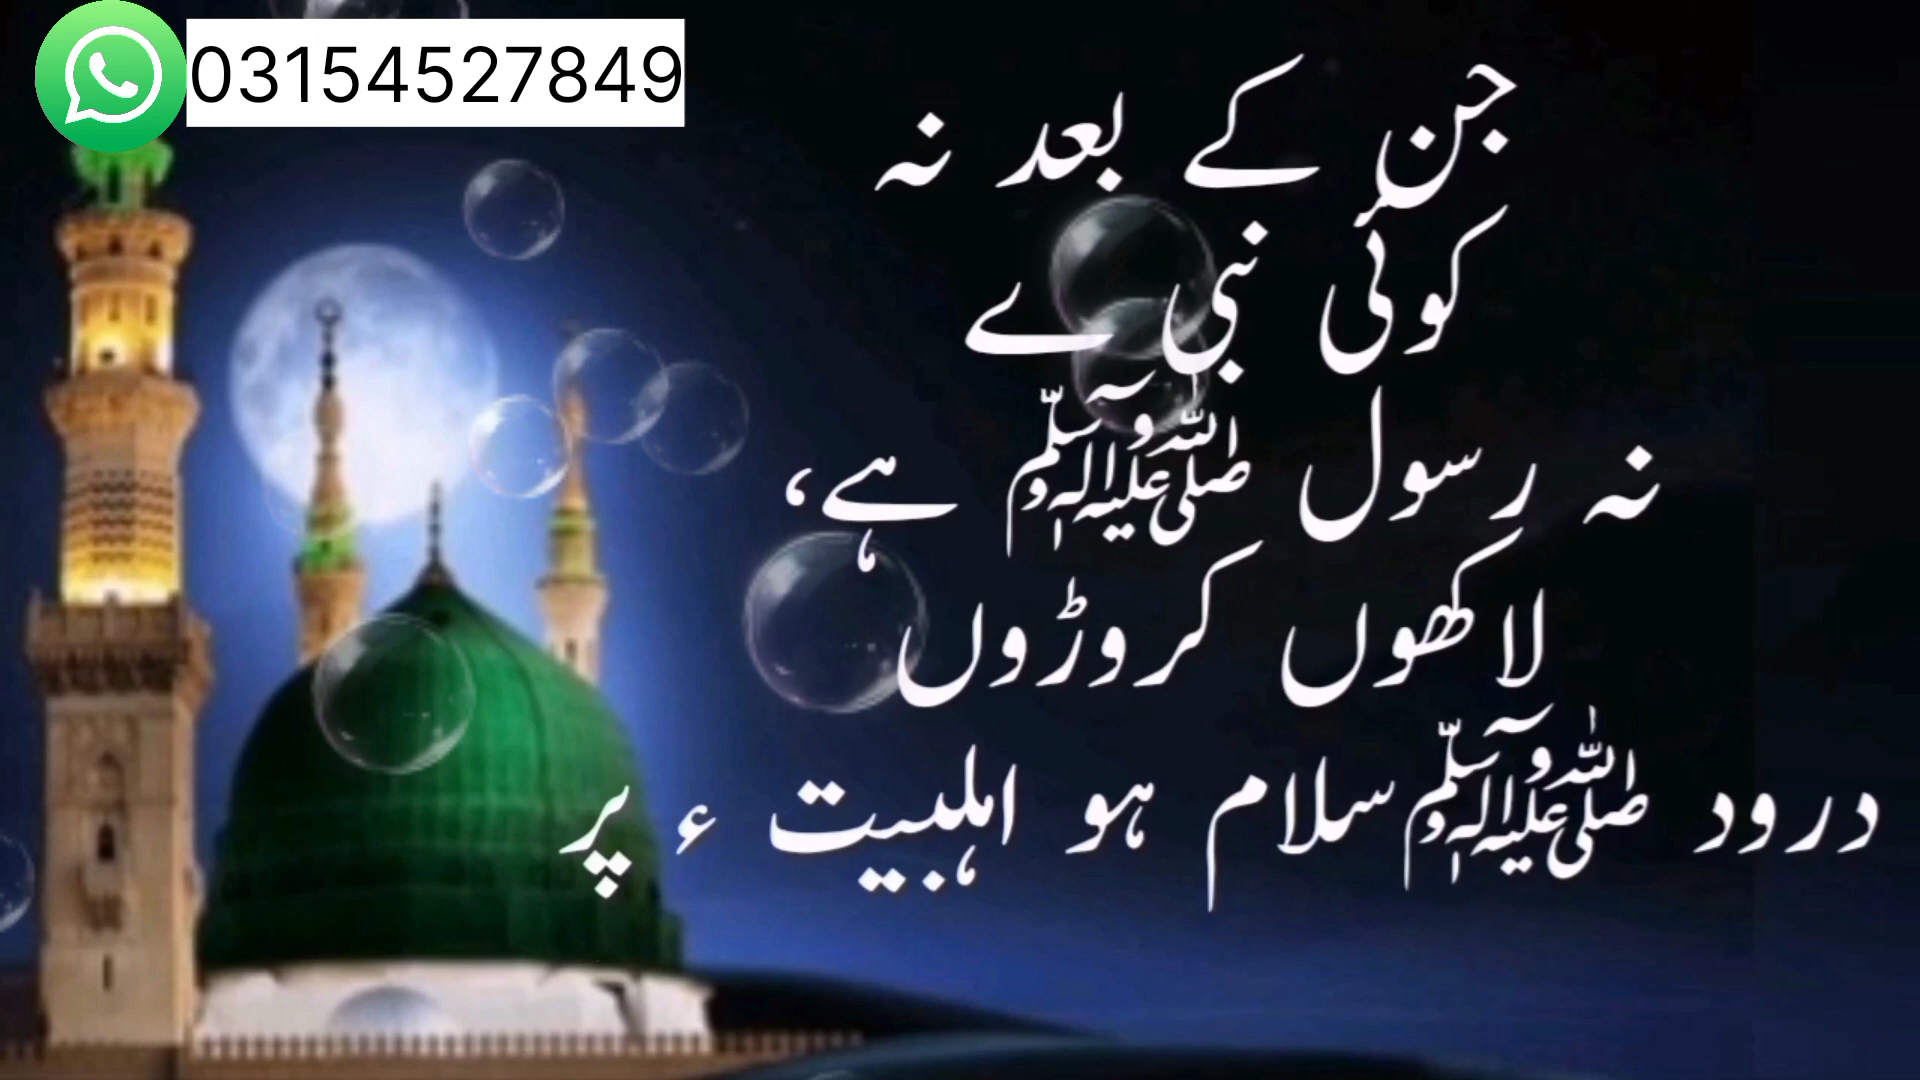 03154527849
جن کے بعد نہ
کوئی نبی ے
نہ رسول ﷺ ہے،
لاکھوں کروڑوں
درود ﷺ سلام ہو اہلبیت ء پر